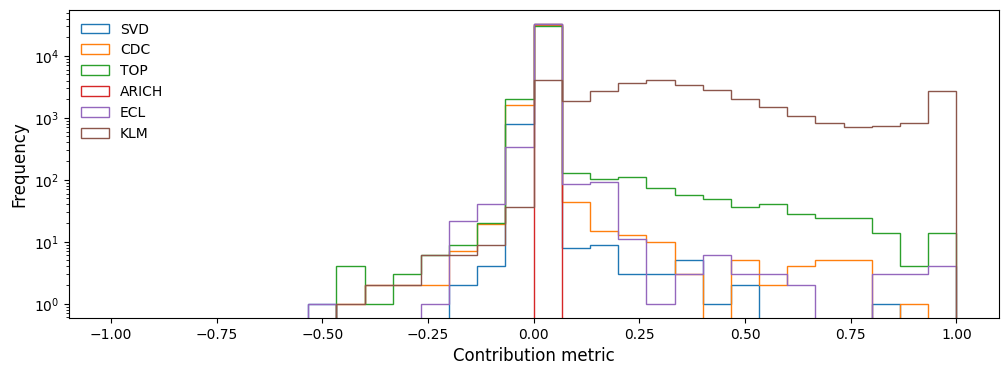 SVD
CDC
TOP
ARICH
ECL
KLM
Frequency
10⁴
10³
10²
10¹
10⁰
−1.00 −0.75 −0.50 −0.25 0.00 0.25 0.50 0.75 1.00
Contribution metric